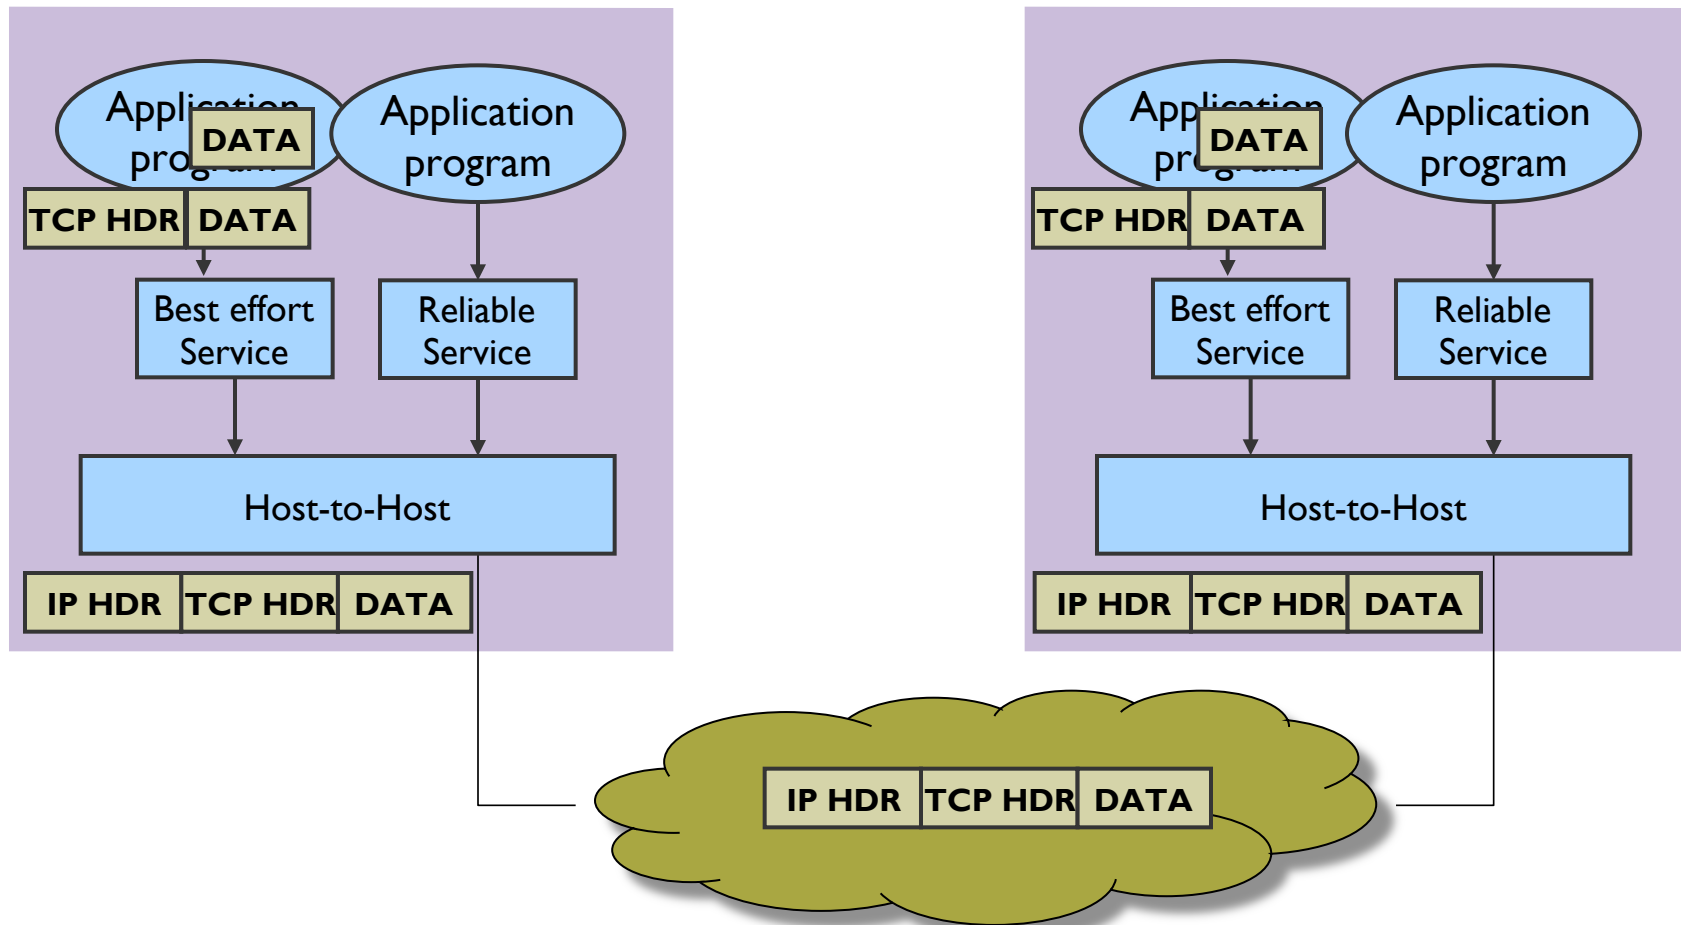 Application
program
DATA
Application
program
TCP HDR DATA
Best effort
Service
Reliable
Service
Host-to-Host
IP HDR TCP HDR DATA
Application
program
DATA
Application
program
TCP HDR DATA
Best effort
Service
Reliable
Service
Host-to-Host
IP HDR TCP HDR DATA
IP HDR TCP HDR DATA